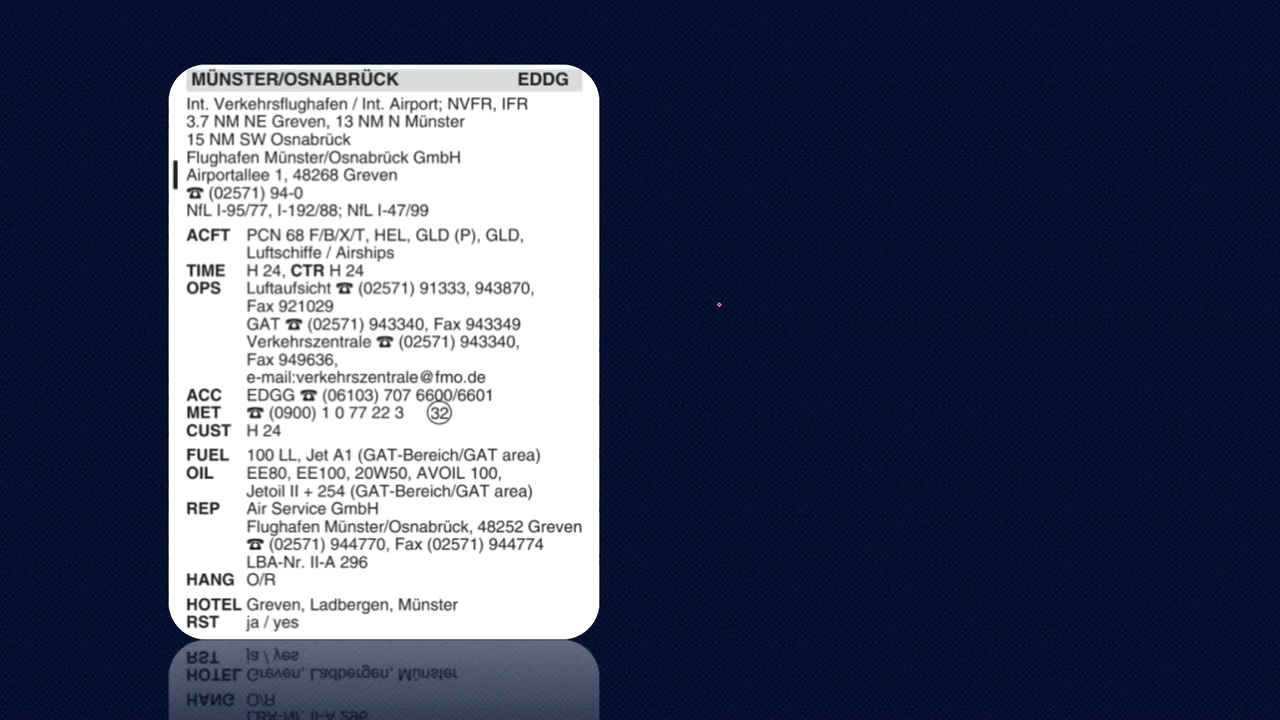 MÜNSTER/OSNABRÜCK EDDG
Int. Verkehrsflughafen / Int. Airport; NVFR, IFR
3.7 NM NE Greven, 13 NM N Münster
15 NM SW Osnabrück
Flughafen Münster/Osnabrück GmbH
Airportallee 1, 48268 Greven
☎ (02571) 94-0
NfL I-95/77, I-192/88; NfL I-47/99
ACFT PCN 68 F/B/X/T, HEL, GLD (P), GLD,
Luftschiffe / Airships
TIME H 24, CTR H 24
OPS Luftaufsicht ☎ (02571) 91333, 943870,
Fax 921029
GAT ☎ (02571) 943340, Fax 943349
Verkehrszentrale ☎ (02571) 943340,
Fax 949636,
e-mail:verkehrszentrale@fmo.de
ACC EDGG ☎ (06103) 707 6600/6601
MET ☎ (0900) 1 0 77 22 3 32
CUST H 24
FUEL 100 LL, Jet A1 (GAT-Bereich/GAT area)
OIL EE80, EE100, 20W50, AVOIL 100,
Jetoil II + 254 (GAT-Bereich/GAT area)
REP Air Service GmbH
Flughafen Münster/Osnabrück, 48252 Greven
☎ (02571) 944770, Fax (02571) 944774
LBA-Nr. II-A 296
HANG O/R
HOTEL Greven, Ladbergen, Münster
RST ja / yes